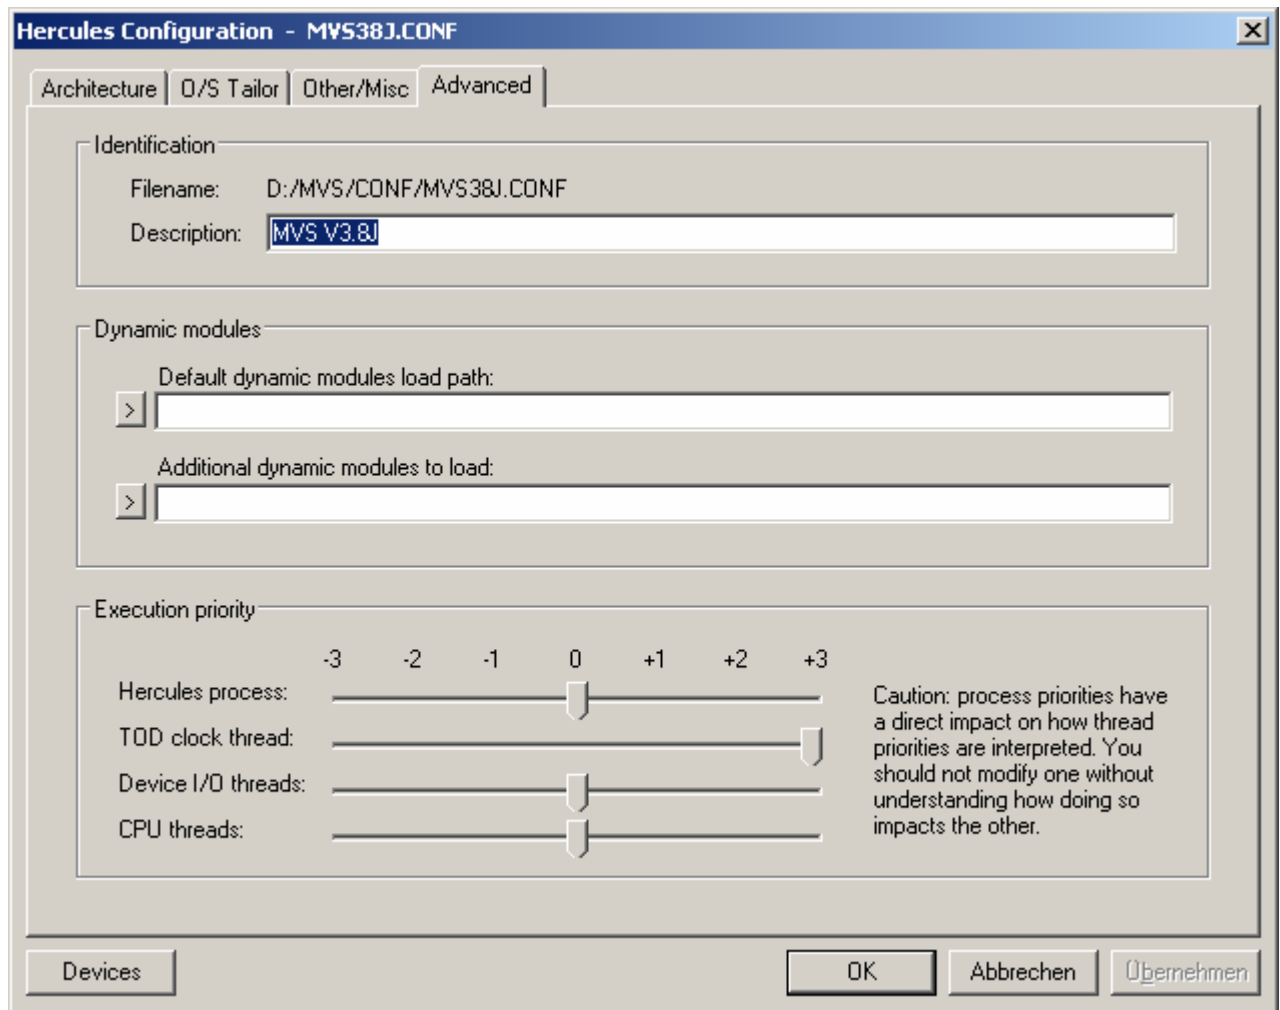 Hercules Configuration - MVS38J.CONF
Architecture O/S Tailor Other/Misc Advanced
Identification
Filename: D:/MVS/CONF/MVS38J.CONF
Description: MVS V3.8J
Dynamic modules
Default dynamic modules load path:
>
Additional dynamic modules to load:
>
Execution priority
-3 -2 -1 0 +1 +2 +3
Hercules process:
TOD clock thread:
Device I/O threads:
CPU threads:
Caution: process priorities have
a direct impact on how thread
priorities are interpreted. You
should not modify one without
understanding how doing so
impacts the other.
Devices OK Abbrechen Übernehmen